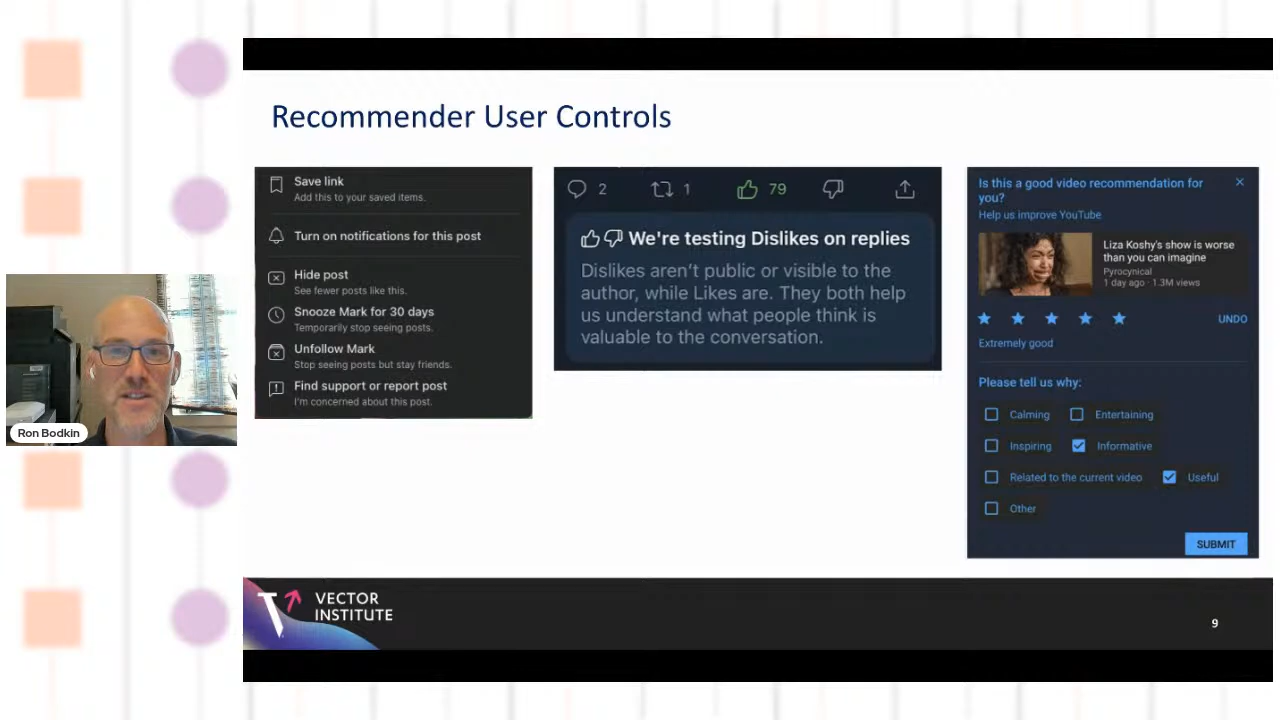 Recommender User Controls
Save link
Add this to your saved items.
Turn on notifications for this post
Hide post
See fewer posts like this.
Snooze Mark for 30 days
Temporarily stop seeing posts.
Unfollow Mark
Stop seeing posts but stay friends.
Find support or report post
I'm concerned about this post.
2 1 79
We're testing Dislikes on replies
Dislikes aren't public or visible to the
author, while Likes are. They both help
us understand what people think is
valuable to the conversation.
Is this a good video recommendation for
you?
Help us improve YouTube
Liza Koshy's show is worse
than you can imagine
Pyrocynical
1 day ago · 1.3M views
UNDO
Extremely good
Please tell us why:
Calming Entertaining
Inspiring Informative
Related to the current video Useful
Other
SUBMIT
Ron Bodkin
VECTOR
INSTITUTE
9